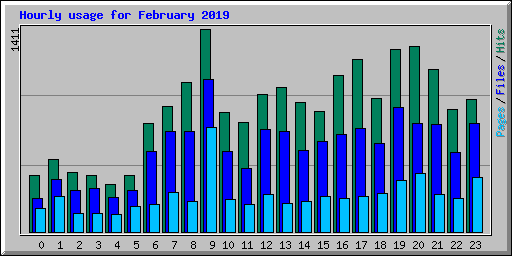 Hourly usage for February 2019
1411
Pages/Files/Hits
0 1 2 3 4 5 6 7 8 9 10 11 12 13 14 15 16 17 18 19 20 21 22 23